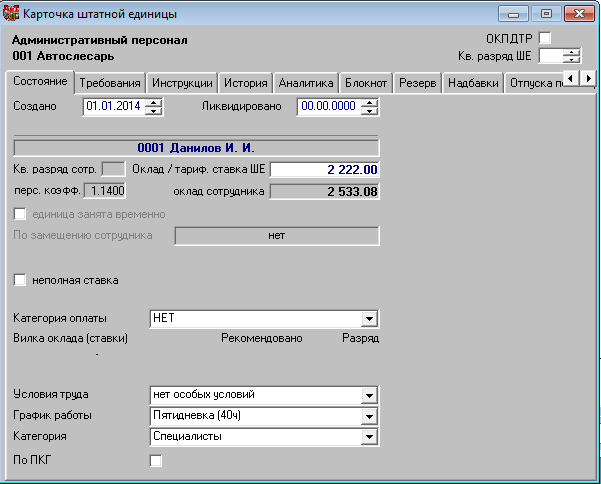 Карточка штатной единицы
Административный персонал
ОКПДТР
001 Автослесарь
Кв. разряд ШЕ
Состояние Требования Инструкции История Аналитика Блокнот Резерв Надбавки Отпуска
Создано 01.01.2014 Ликвидировано 00.00.0000
0001 Данилов И. И.
Кв. разряд сотр. Оклад / тариф. ставка ШЕ 2 222.00
перс. коэфф. 1.1400 оклад сотрудника 2 533.08
единица занята временно
По замещению сотрудника нет
неполная ставка
Категория оплаты НЕТ
Вилка оклада (ставки) Рекомендовано Разряд
Условия труда нет особых условий
График работы Пятидневка (40ч)
Категория Специалисты
По ПКГ